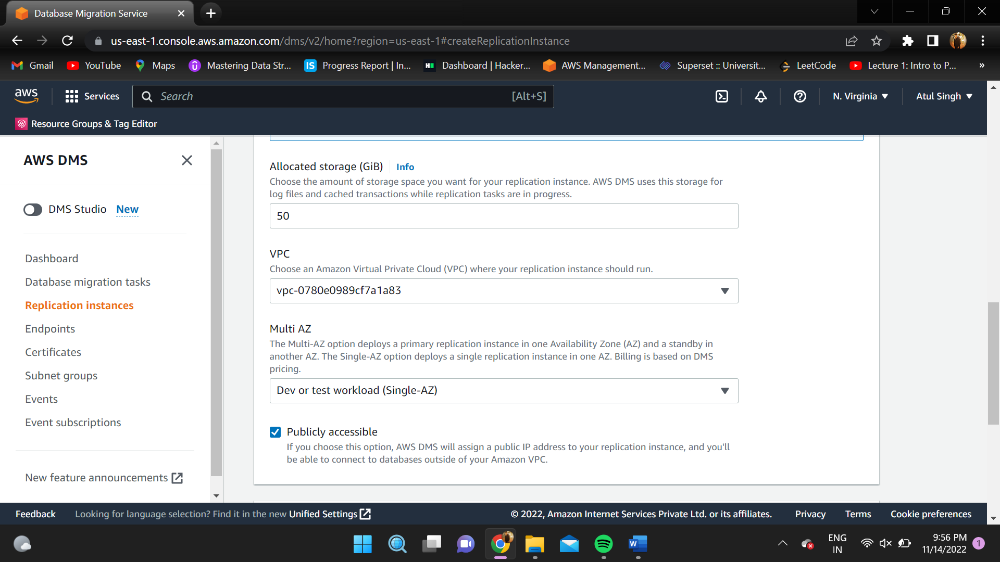 Database Migration Service
us-east-1.console.aws.amazon.com/dms/v2/home?region=us-east-1#createReplicationInstance
Gmail YouTube Maps Mastering Data Str... Progress Report | In... Dashboard | Hacker... AWS Management... Superset :: Universit... LeetCode Lecture 1: Intro to P... »
aws Services Search [Alt+S] N. Virginia Atul Singh
Resource Groups & Tag Editor
AWS DMS
DMS Studio New
Dashboard
Database migration tasks
Replication instances
Endpoints
Certificates
Subnet groups
Events
Event subscriptions
New feature announcements
Allocated storage (GiB) Info
Choose the amount of storage space you want for your replication instance. AWS DMS uses this storage for
log files and cached transactions while replication tasks are in progress.
50
VPC
Choose an Amazon Virtual Private Cloud (VPC) where your replication instance should run.
vpc-0780e0989cf7a1a83
Multi AZ
The Multi-AZ option deploys a primary replication instance in one Availability Zone (AZ) and a standby in
another AZ. The Single-AZ option deploys a single replication instance in one AZ. Billing is based on DMS
pricing.
Dev or test workload (Single-AZ)
Publicly accessible
If you choose this option, AWS DMS will assign a public IP address to your replication instance, and you'll
be able to connect to databases outside of your Amazon VPC.
Feedback Looking for language selection? Find it in the new Unified Settings © 2022, Amazon Internet Services Private Ltd. or its affiliates. Privacy Terms Cookie preferences
ENG
IN
9:56 PM
11/14/2022
1